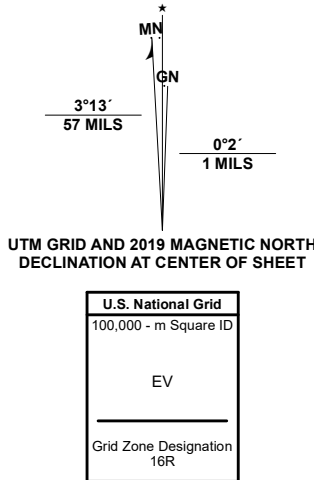 ★
MN
GN
3°13´
57 MILS
0°2´
1 MILS
UTM GRID AND 2019 MAGNETIC NORTH
DECLINATION AT CENTER OF SHEET
U.S. National Grid
100,000 - m Square ID
EV
Grid Zone Designation
16R